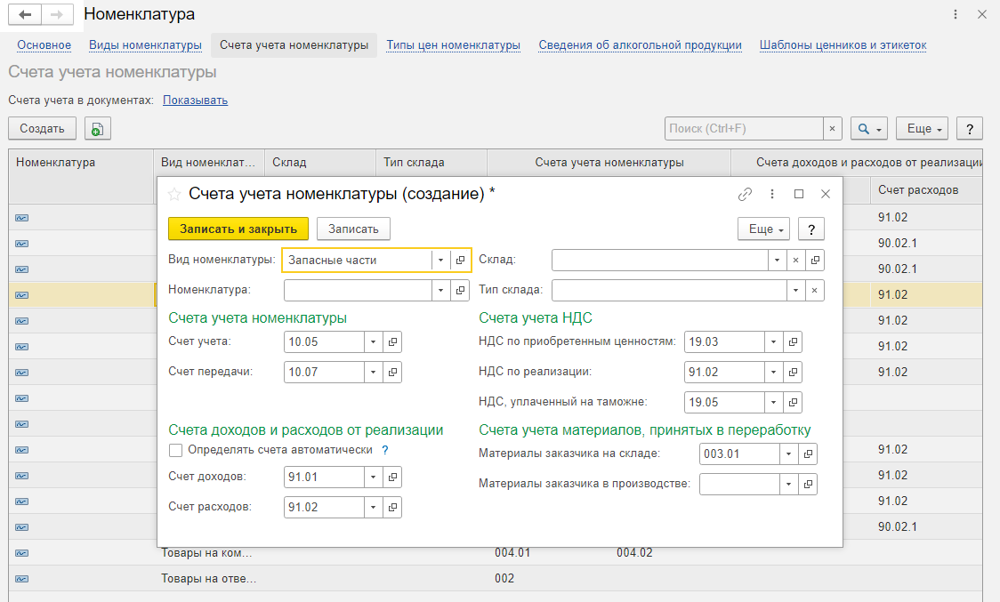 Номенклатура
Основное Виды номенклатуры Счета учета номенклатуры Типы цен номенклатуры Сведения об алкогольной продукции Шаблоны ценников и этикеток
Счета учета номенклатуры
Счета учета в документах: Показывать
Создать Поиск (Ctrl+F) × Еще ?
Номенклатура Вид номенклат... Склад Тип склада Счета учета номенклатуры Счета доходов и расходов от реализации
Счет расходов
Счета учета номенклатуры (создание) *
Записать и закрыть Записать Еще ?
Вид номенклатуры: Запасные части Склад:
Номенклатура: Тип склада:
Счета учета номенклатуры Счета учета НДС
Счет учета: 10.05 НДС по приобретенным ценностям: 19.03
Счет передачи: 10.07 НДС по реализации: 91.02
НДС, уплаченный на таможне: 19.05
Счета доходов и расходов от реализации Счета учета материалов, принятых в переработку
Определять счета автоматически ? Материалы заказчика на складе: 003.01
Счет доходов: 91.01 Материалы заказчика в производстве:
Счет расходов: 91.02
91.02
90.02.1
90.02.1
91.02
91.02
91.02
91.02
91.02
91.02
91.02
90.02.1
Товары на ком... 004.01 004.02
Товары на отве... 002